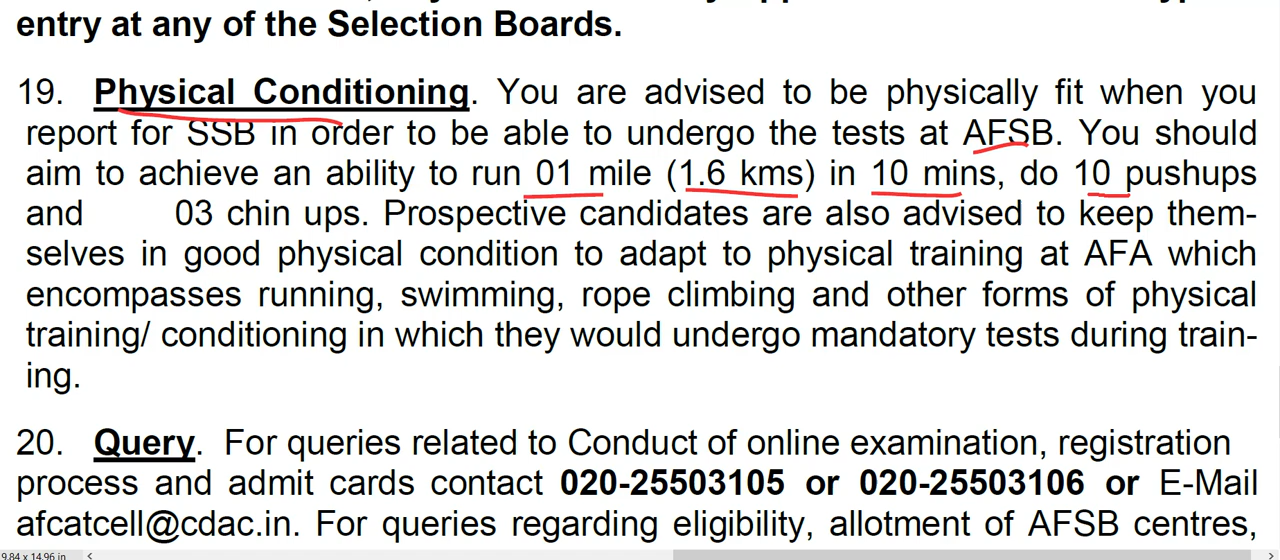 entry at any of the Selection Boards.
19. Physical Conditioning. You are advised to be physically fit when you
report for SSB in order to be able to undergo the tests at AFSB. You should
aim to achieve an ability to run 01 mile (1.6 kms) in 10 mins, do 10 pushups
and 03 chin ups. Prospective candidates are also advised to keep them-
selves in good physical condition to adapt to physical training at AFA which
encompasses running, swimming, rope climbing and other forms of physical
training/ conditioning in which they would undergo mandatory tests during train-
ing.
20. Query. For queries related to Conduct of online examination, registration
process and admit cards contact 020-25503105 or 020-25503106 or E-Mail
afcatcell@cdac.in. For queries regarding eligibility, allotment of AFSB centres,
9.84 x 14.96 in